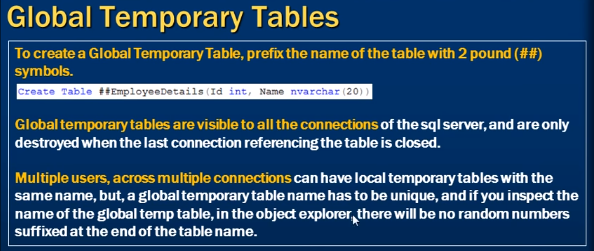 Global Temporary Tables
To create a Global Temporary Table, prefix the name of the table with 2 pound (##)
symbols.
Create Table ##EmployeeDetails(Id int, Name nvarchar(20))
Global temporary tables are visible to all the connections of the sql server, and are only
destroyed when the last connection referencing the table is closed.
Multiple users, across multiple connections can have local temporary tables with the
same name, but, a global temporary table name has to be unique, and if you inspect the
name of the global temp table, in the object explorer, there will be no random numbers
suffixed at the end of the table name.